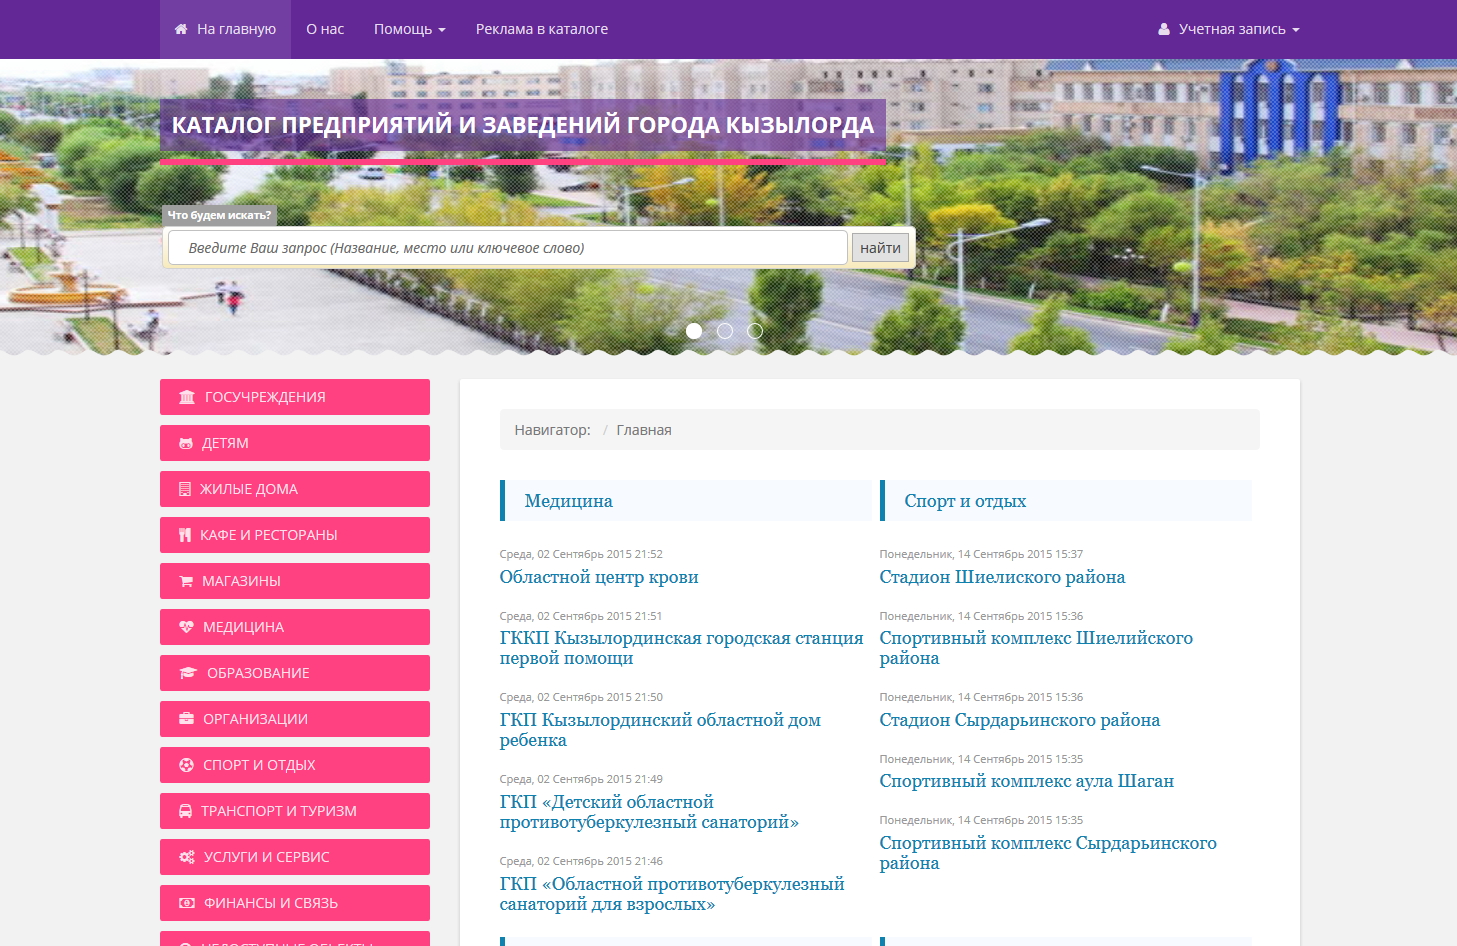 На главную
О нас
Помощь
Реклама в каталоге
Учетная запись
КАТАЛОГ ПРЕДПРИЯТИЙ И ЗАВЕДЕНИЙ ГОРОДА КЫЗЫЛОРДА
Что будем искать?
Введите Ваш запрос (Название, место или ключевое слово)
найти
ГОСУЧРЕЖДЕНИЯ
ДЕТЯМ
ЖИЛЫЕ ДОМА
КАФЕ И РЕСТОРАНЫ
МАГАЗИНЫ
МЕДИЦИНА
ОБРАЗОВАНИЕ
ОРГАНИЗАЦИИ
СПОРТ И ОТДЫХ
ТРАНСПОРТ И ТУРИЗМ
УСЛУГИ И СЕРВИС
ФИНАНСЫ И СВЯЗЬ
НЕДОСТУПНЫЕ ОБЪЕКТЫ
Навигатор: / Главная
Медицина
Среда, 02 Сентябрь 2015 21:52
Областной центр крови
Среда, 02 Сентябрь 2015 21:51
ГККП Кызылординская городская станция
первой помощи
Среда, 02 Сентябрь 2015 21:50
ГКП Кызылординский областной дом
ребенка
Среда, 02 Сентябрь 2015 21:49
ГКП «Детский областной
противотуберкулезный санаторий»
Среда, 02 Сентябрь 2015 21:46
ГКП «Областной противотуберкулезный
санаторий для взрослых»
Спорт и отдых
Понедельник, 14 Сентябрь 2015 15:37
Стадион Шиелиского района
Понедельник, 14 Сентябрь 2015 15:36
Спортивный комплекс Шиелийского
района
Понедельник, 14 Сентябрь 2015 15:36
Стадион Сырдарьинского района
Понедельник, 14 Сентябрь 2015 15:35
Спортивный комплекс аула Шаган
Понедельник, 14 Сентябрь 2015 15:35
Спортивный комплекс Сырдарьинского
района